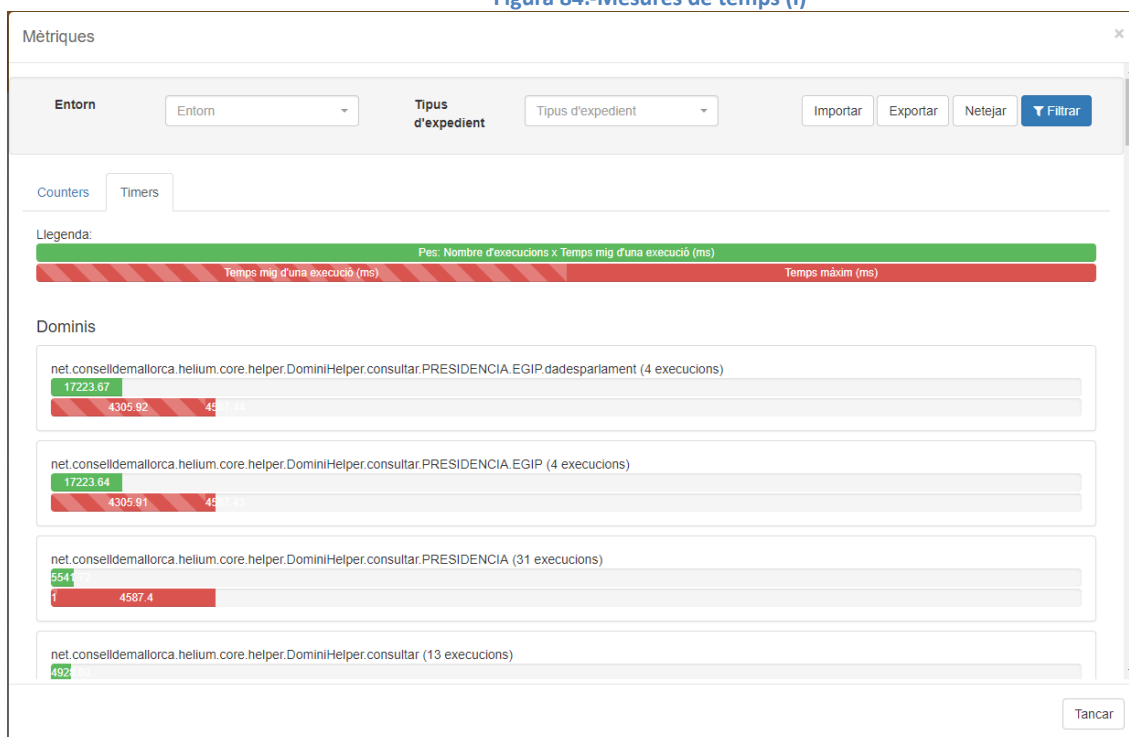 Figura 84.-Mesures de temps (I)
Mètriques
×
Entorn
Entorn
Tipus
d'expedient
Tipus d'expedient
Importar
Exportar
Netejar
Filtrar
Counters
Timers
Llegenda:
Pes: Nombre d'execucions x Temps mig d'una execució (ms)
Temps mig d'una execució (ms)
Temps màxim (ms)
Dominis
net.conselldemallorca.helium.core.helper.DominiHelper.consultar.PRESIDENCIA.EGIP.dadesparlament (4 execucions)
17223.67
4305.92
net.conselldemallorca.helium.core.helper.DominiHelper.consultar.PRESIDENCIA.EGIP (4 execucions)
17223.64
4305.91
net.conselldemallorca.helium.core.helper.DominiHelper.consultar.PRESIDENCIA (31 execucions)
1
4587.4
net.conselldemallorca.helium.core.helper.DominiHelper.consultar (13 execucions)
Tancar